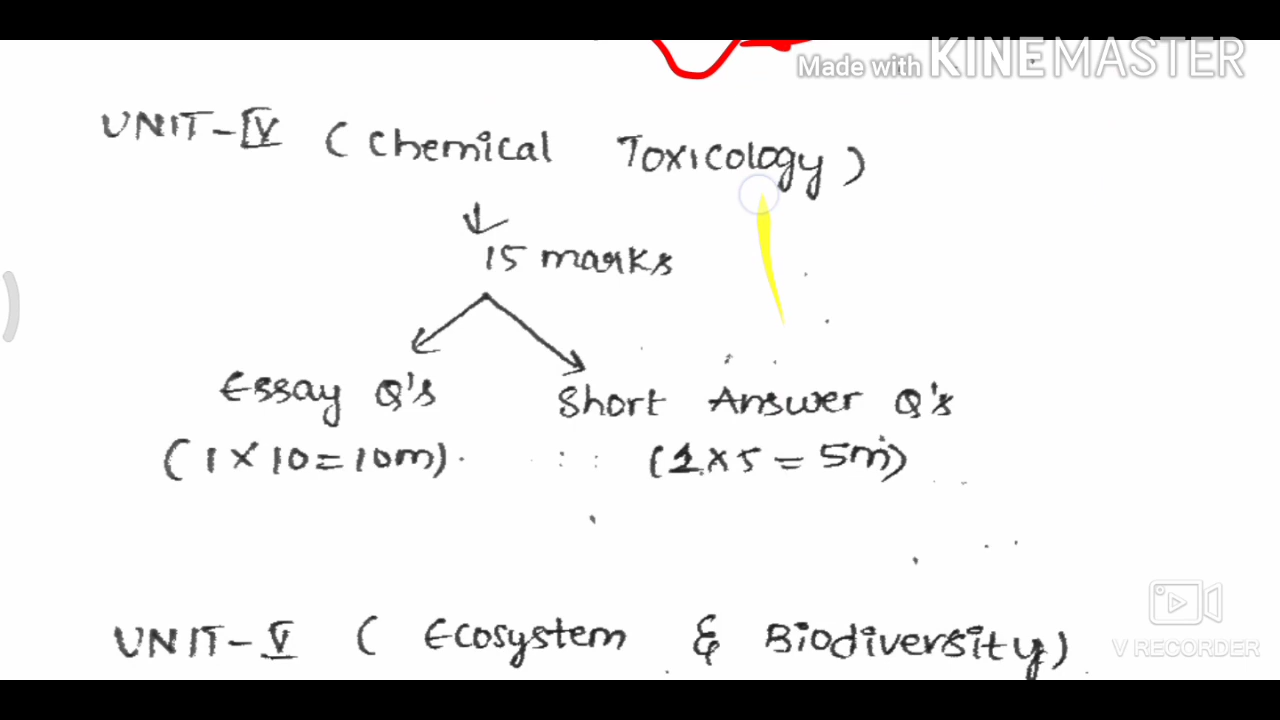 Made with KINEMASTER
UNIT-IV ( Chemical Toxicology )
15 marks
Essay Q's Short Answer Q's
( 1 X 10 = 10m ) ( 1 X 5 = 5m )
UNIT-V ( Ecosystem & Biodiversity )
V RECORDER